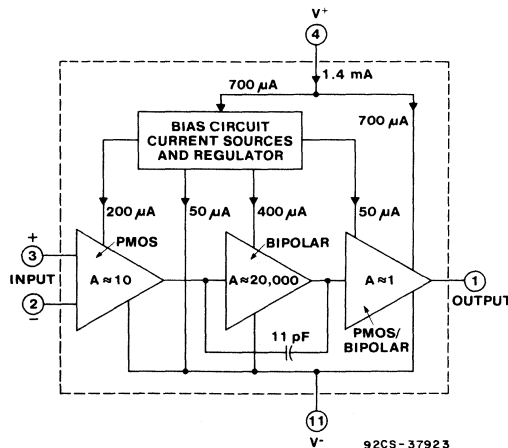 V+
4
1.4 mA
700 μA
700 μA
BIAS CIRCUIT
CURRENT SOURCES
AND REGULATOR
200 μA
50 μA
400 μA
50 μA
+
3
INPUT
2
−
PMOS
A ≈ 10
BIPOLAR
A ≈ 20,000
A ≈ 1
1
OUTPUT
11 pF
PMOS/
BIPOLAR
11
V-
92CS-37923